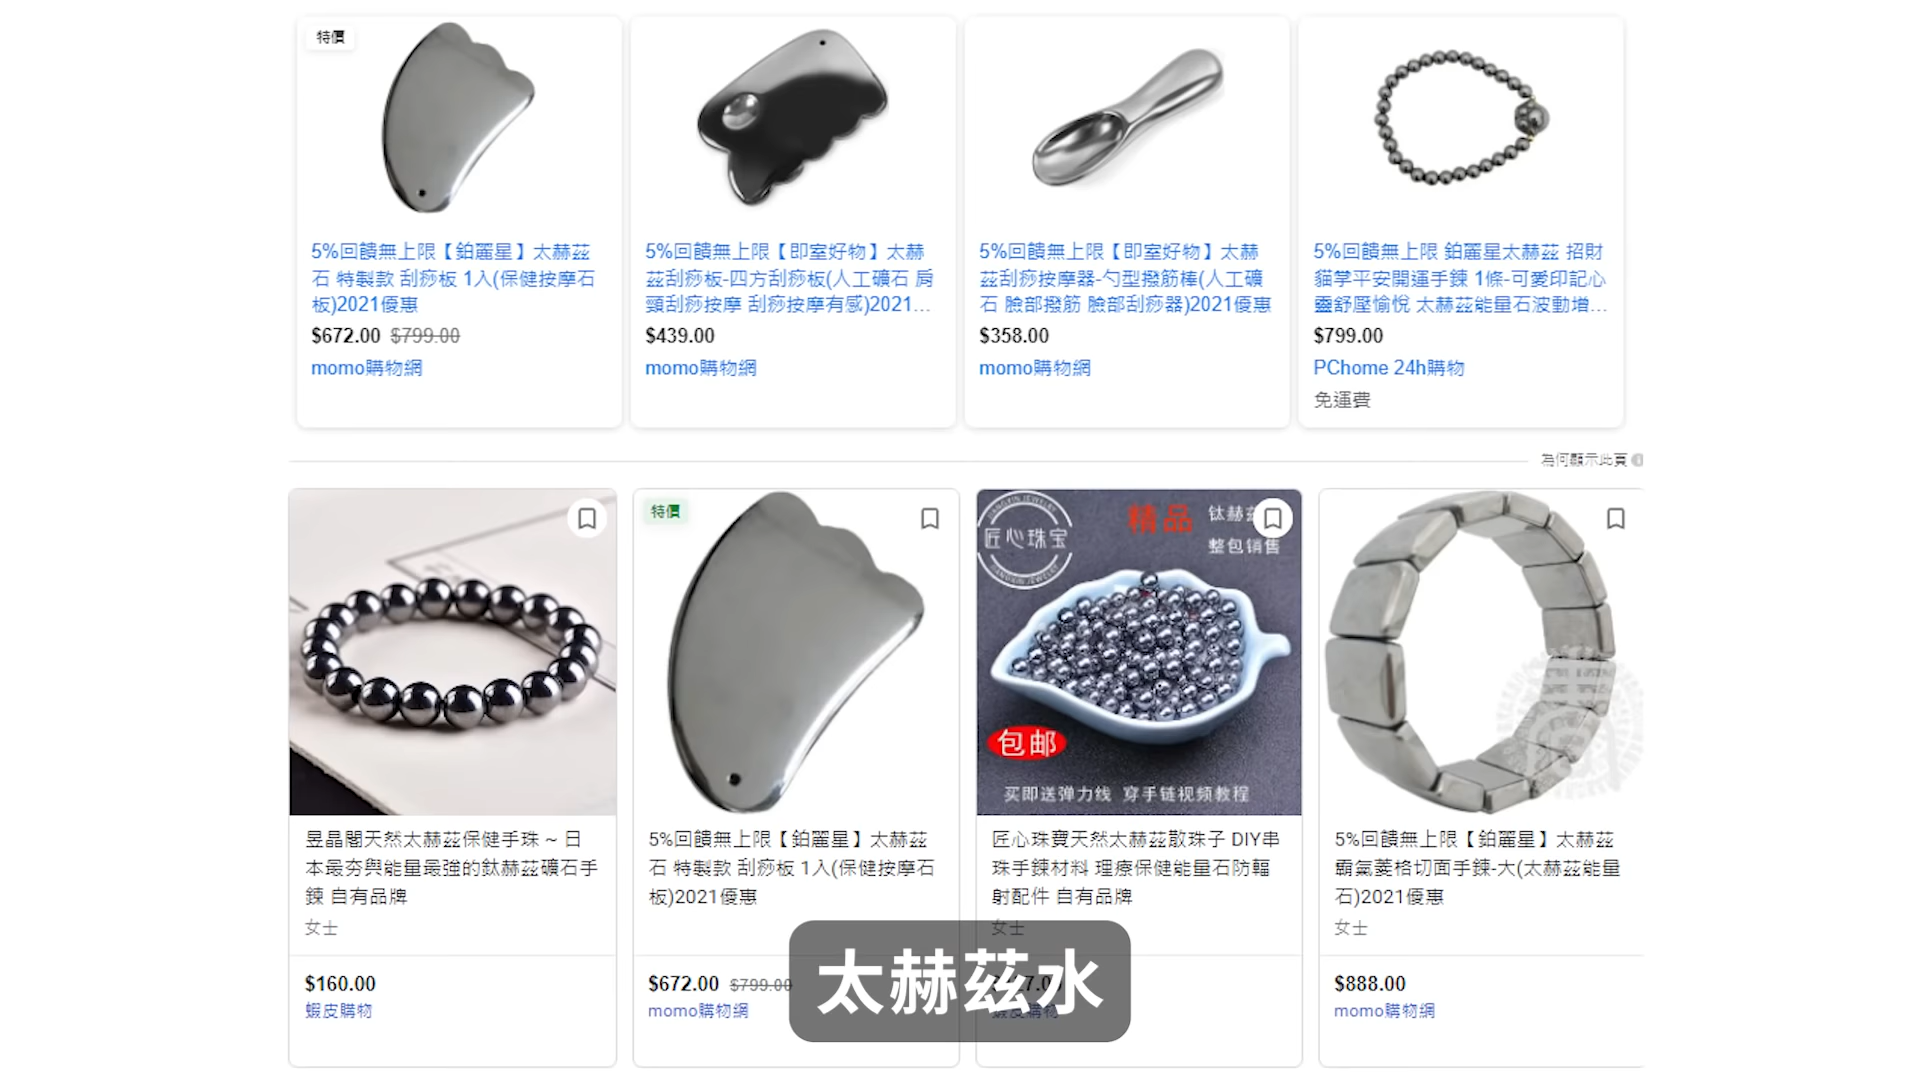 特價
5%回饋無上限【鉑麗星】太赫茲
石 特製款 刮痧板 1入(保健按摩石
板)2021優惠
$672.00 $799.00
momo購物網
5%回饋無上限【即室好物】太赫
茲刮痧板-四方刮痧板(人工礦石 肩
頸刮痧按摩 刮痧按摩有感)2021...
$439.00
momo購物網
5%回饋無上限【即室好物】太赫
茲刮痧按摩器-勺型撥筋棒(人工礦
石 臉部撥筋 臉部刮痧器)2021優惠
$358.00
momo購物網
5%回饋無上限 鉑麗星太赫茲 招財
貓掌平安開運手鍊 1條-可愛印記心
靈舒壓愉悅 太赫茲能量石波動增...
$799.00
PChome 24h購物
免運費
為何顯示此頁
昱晶閣天然太赫茲保健手珠 ~ 日
本最夯與能量最強的鈦赫茲礦石手
鍊 自有品牌
女士
$160.00
蝦皮購物
特價
5%回饋無上限【鉑麗星】太赫茲
石 特製款 刮痧板 1入(保健按摩石
板)2021優惠
$672.00 $799.00
momo購物網
JIANGXIN JEWELRY
匠心珠宝
JIANGXIN JEWELRY
精品
钛赫
整包销售
包邮
买即送弹力线 穿手链视频教程
匠心珠寶天然太赫茲散珠子 DIY串
珠手鍊材料 理療保健能量石防輻
射配件 自有品牌
女士
蝦皮購物
5%回饋無上限【鉑麗星】太赫茲
霸氣菱格切面手鍊-大(太赫茲能量
石)2021優惠
女士
$888.00
momo購物網
太赫茲水